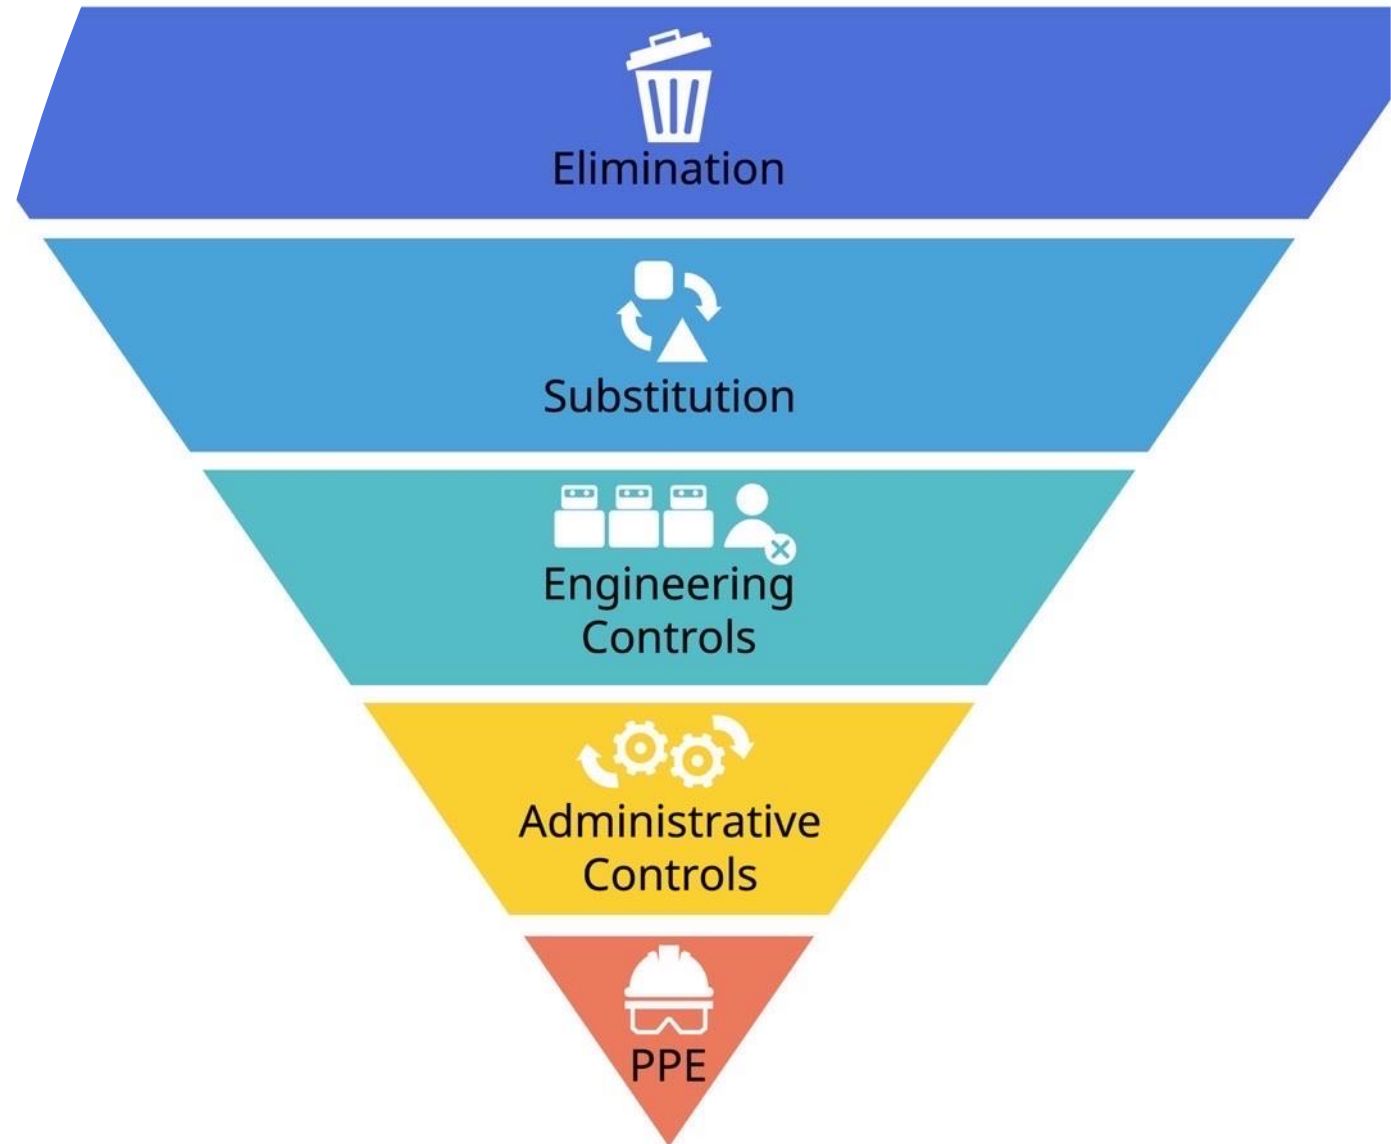 Elimination
Substitution
Engineering
Controls
Administrative
Controls
PPE